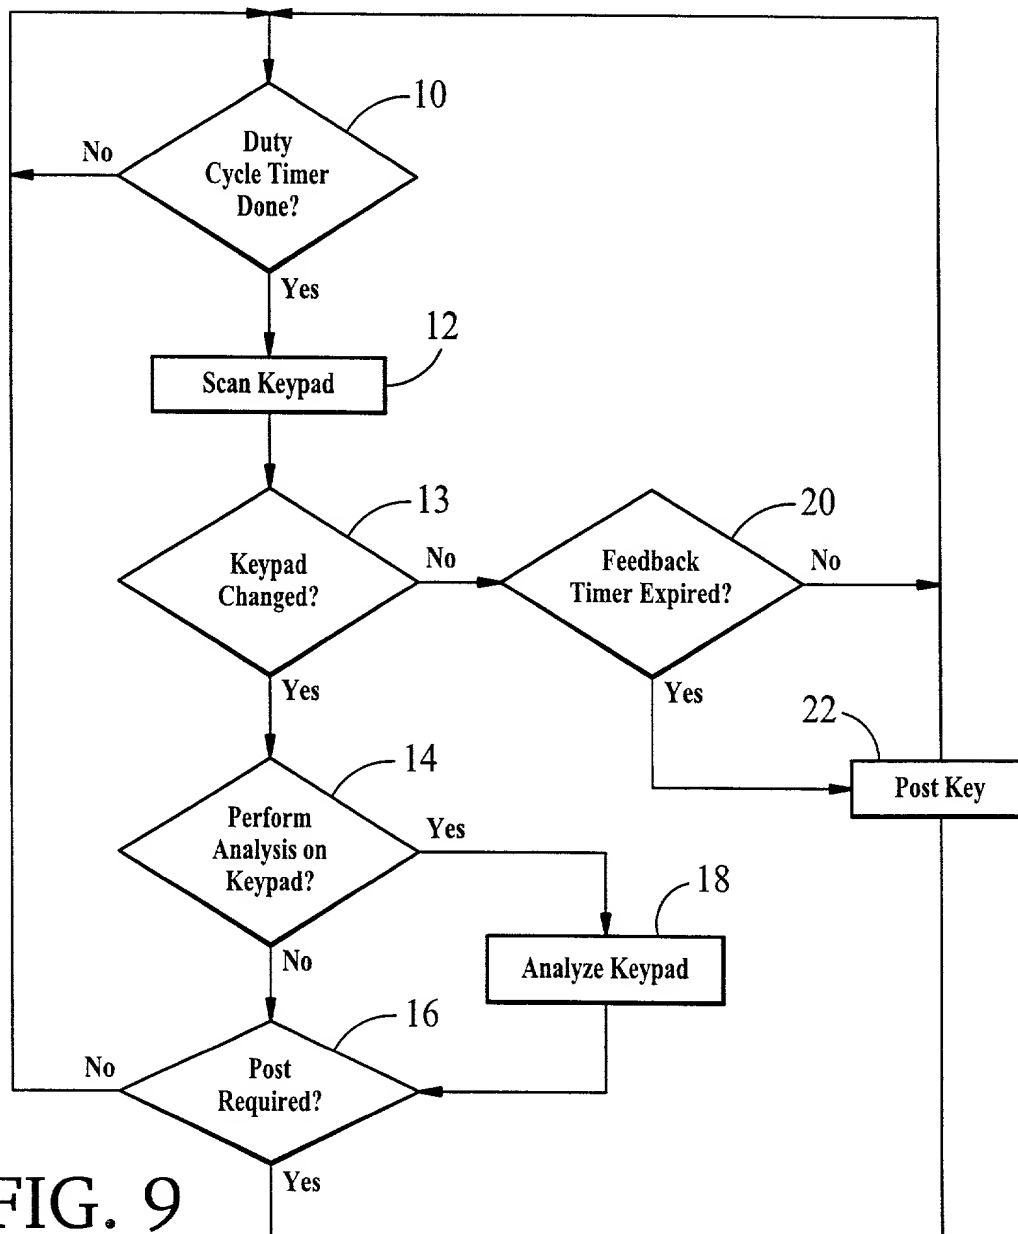 10
Duty
Cycle Timer
Done?
No
Yes
12
Scan Keypad
13
Keypad
Changed?
No
Yes
20
Feedback
Timer Expired?
No
Yes
22
Post Key
14
Perform
Analysis on
Keypad?
Yes
No
18
Analyze Keypad
16
Post
Required?
No
Yes
FIG. 9